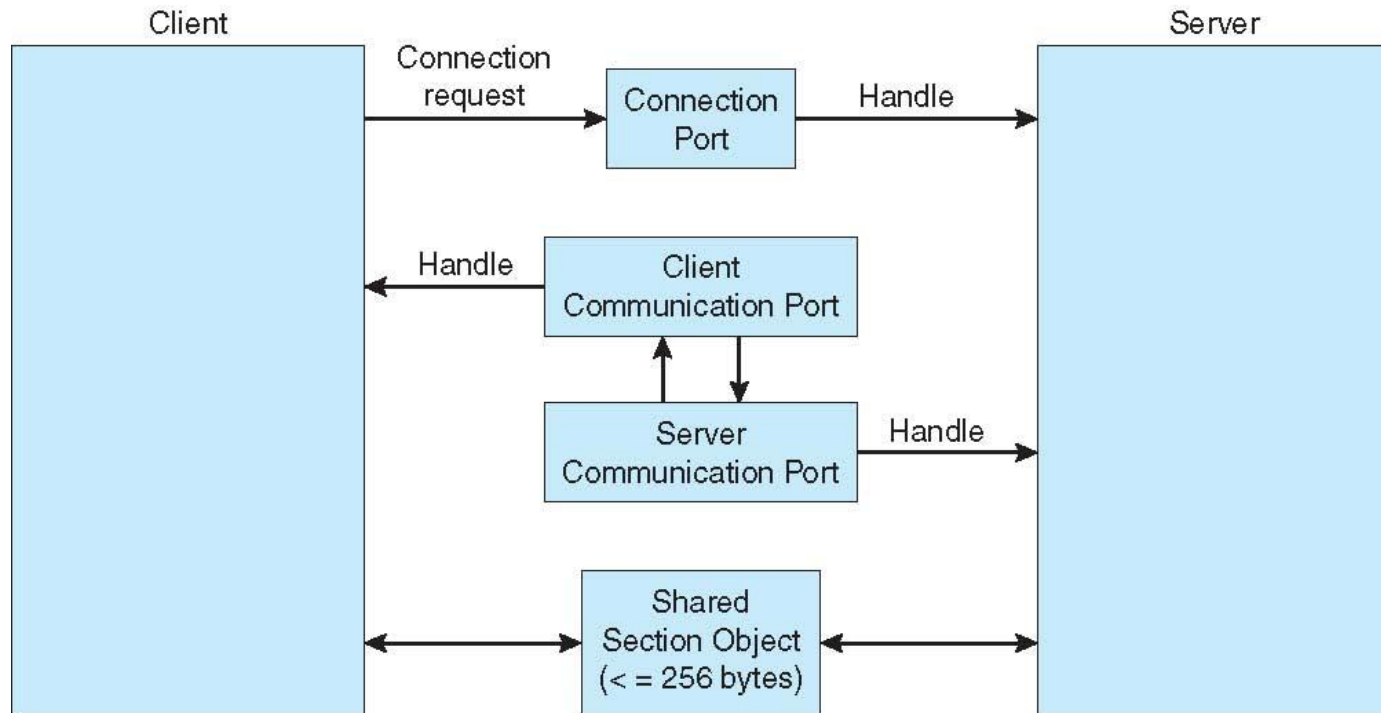 Client
Server
Connection
request
Connection
Port
Handle
Handle
Client
Communication Port
Server
Communication Port
Handle
Shared
Section Object
(< = 256 bytes)